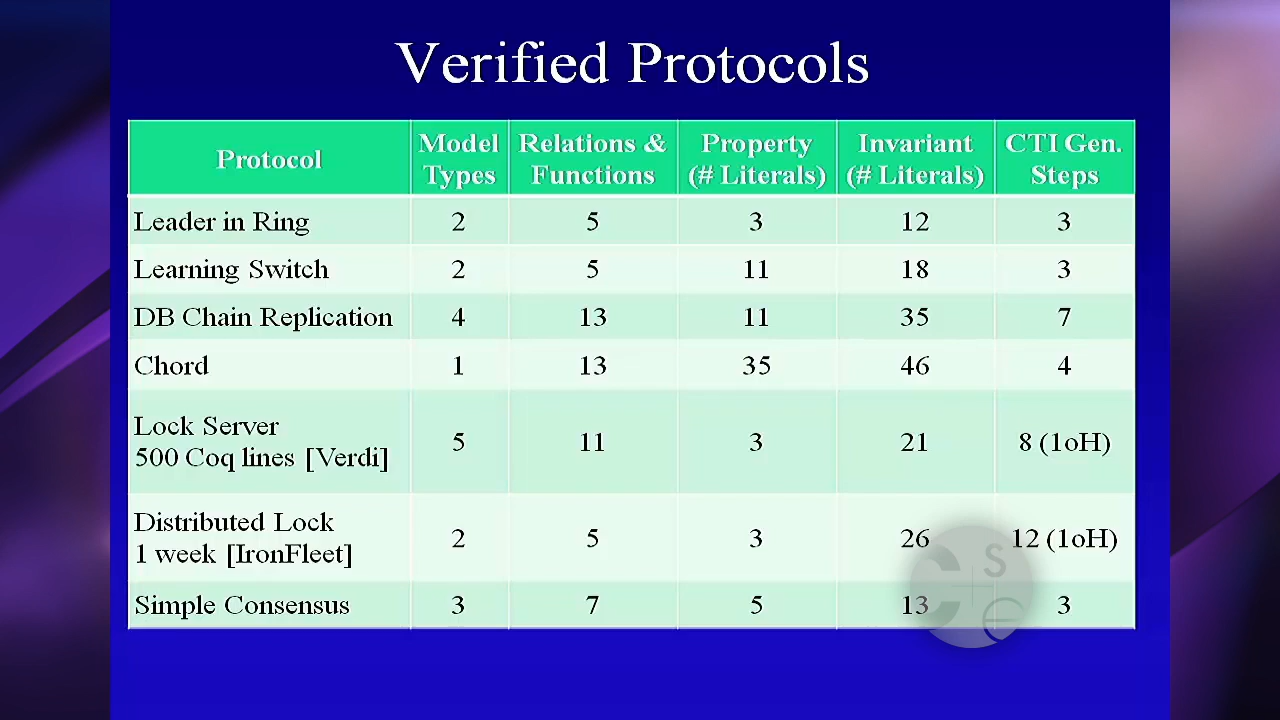 Verified Protocols
Protocol Model Types Relations & Functions Property (# Literals) Invariant (# Literals) CTI Gen. Steps
Leader in Ring 2 5 3 12 3
Learning Switch 2 5 11 18 3
DB Chain Replication 4 13 11 35 7
Chord 1 13 35 46 4
Lock Server
500 Coq lines [Verdi] 5 11 3 21 8 (1oH)
Distributed Lock
1 week [IronFleet] 2 5 3 26 12 (1oH)
Simple Consensus 3 7 5 13 3
C S E